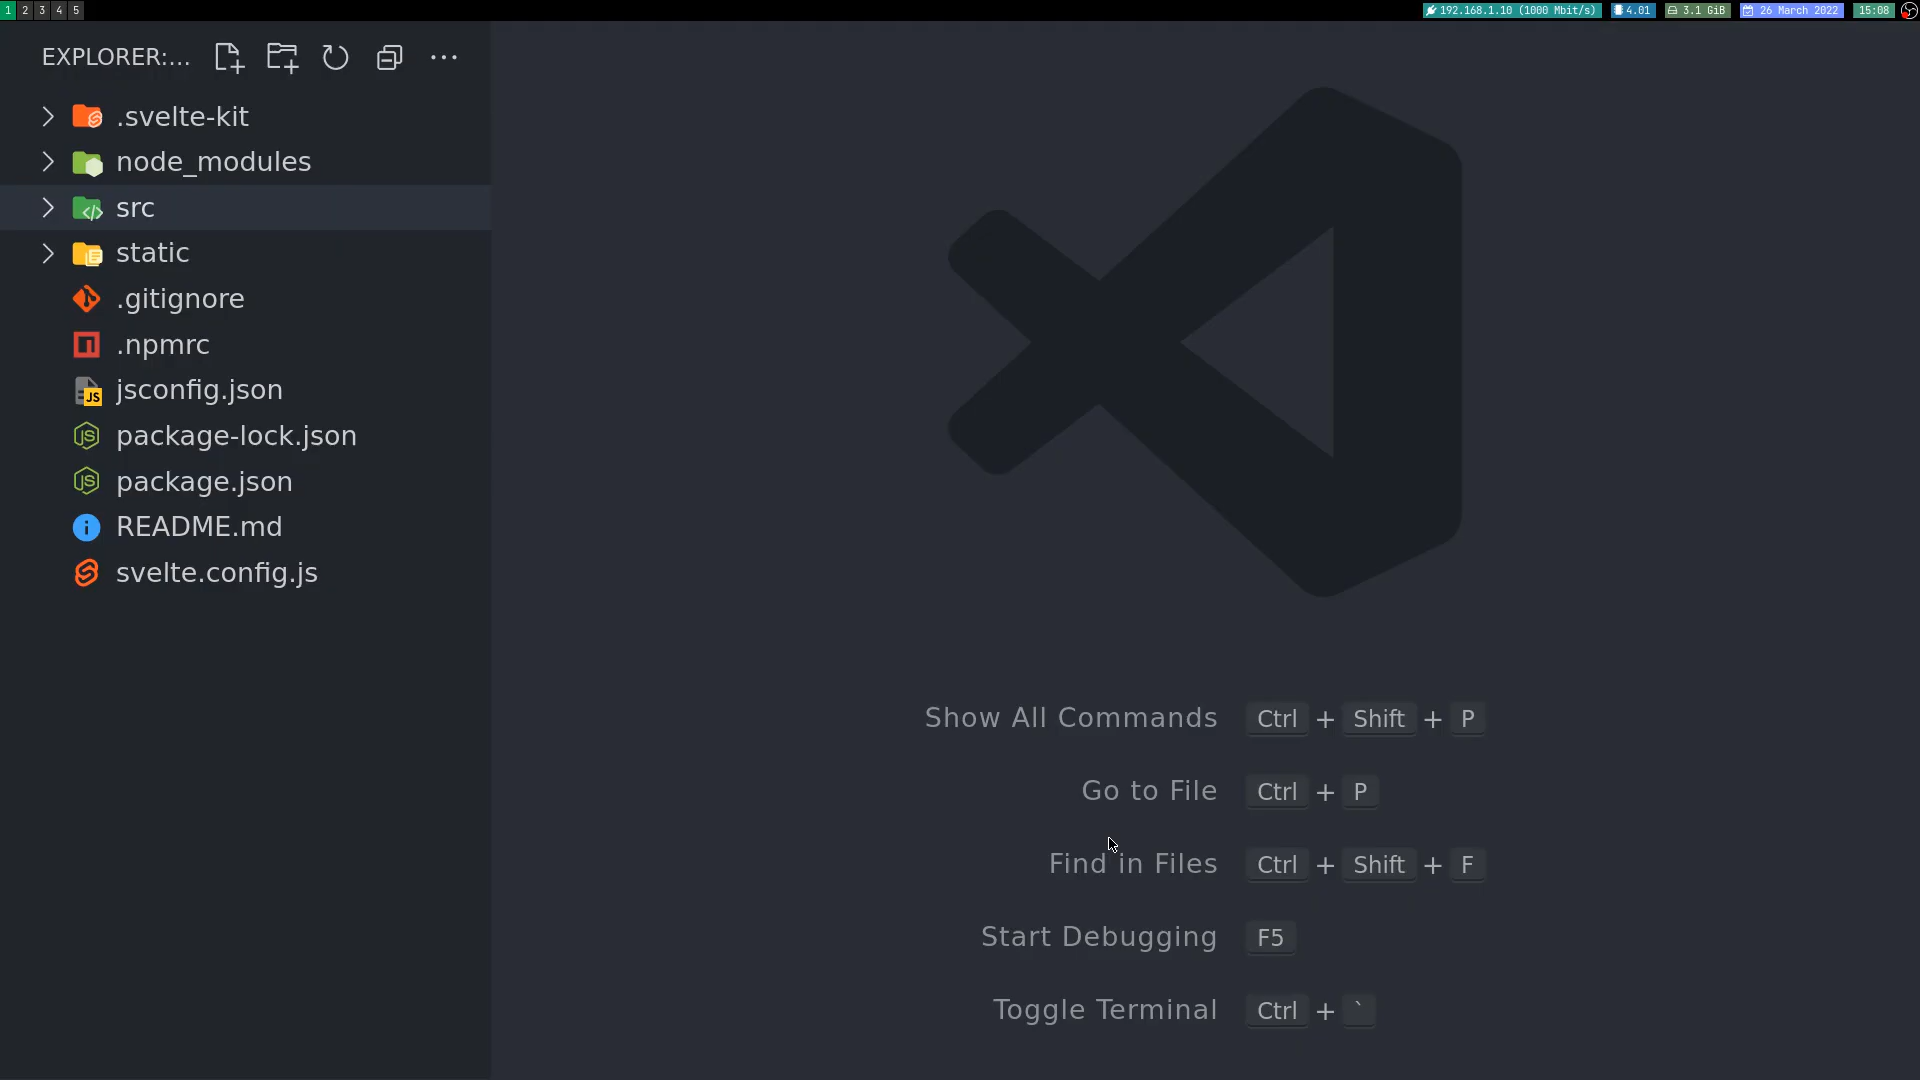 1 2 3 4 5 192.168.1.10 (1000 Mbit/s) 4.01 3.1 GiB 26 March 2022 15:08
EXPLORER:...
.svelte-kit
node_modules
src
static
.gitignore
.npmrc
jsconfig.json
package-lock.json
package.json
README.md
svelte.config.js
Show All Commands Ctrl + Shift + P
Go to File Ctrl + P
Find in Files Ctrl + Shift + F
Start Debugging F5
Toggle Terminal Ctrl + `